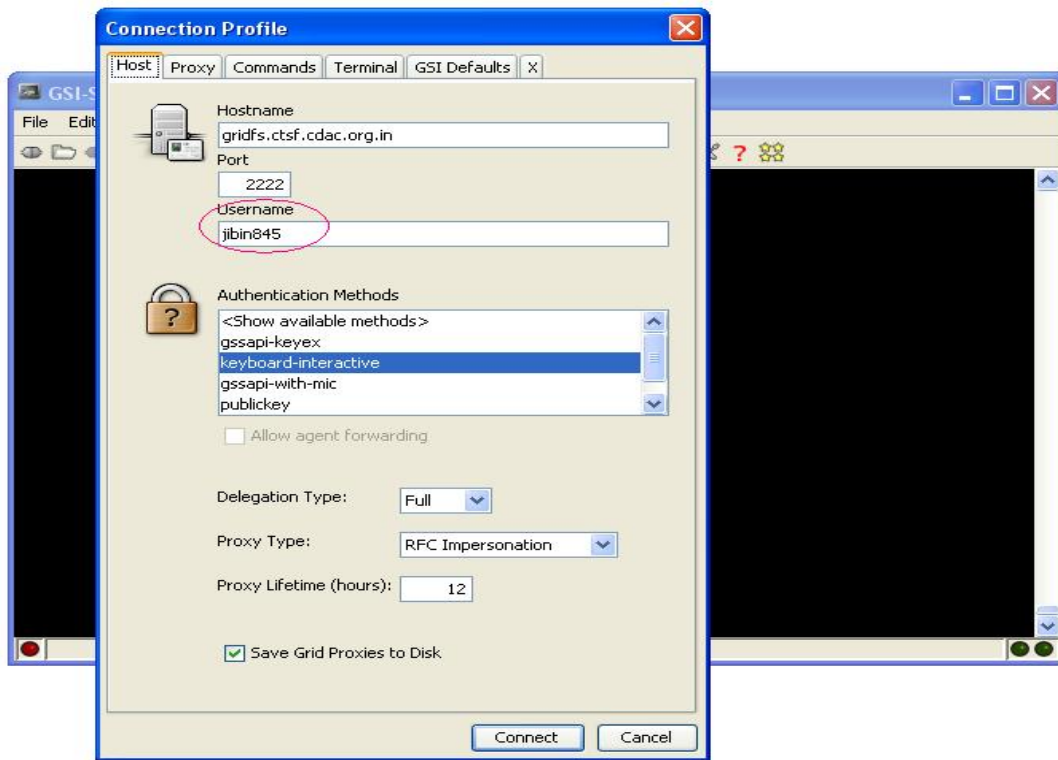 Connection Profile
Host Proxy Commands Terminal GSI Defaults X
GSI-S
File Edit
Hostname
gridfs.ctsf.cdac.org.in
Port
2222
Username
jibin845
Authentication Methods
<Show available methods>
gssapi-keyex
keyboard-interactive
gssapi-with-mic
publickey
Allow agent forwarding
Delegation Type: Full
Proxy Type: RFC Impersonation
Proxy Lifetime (hours): 12
Save Grid Proxies to Disk
Connect Cancel